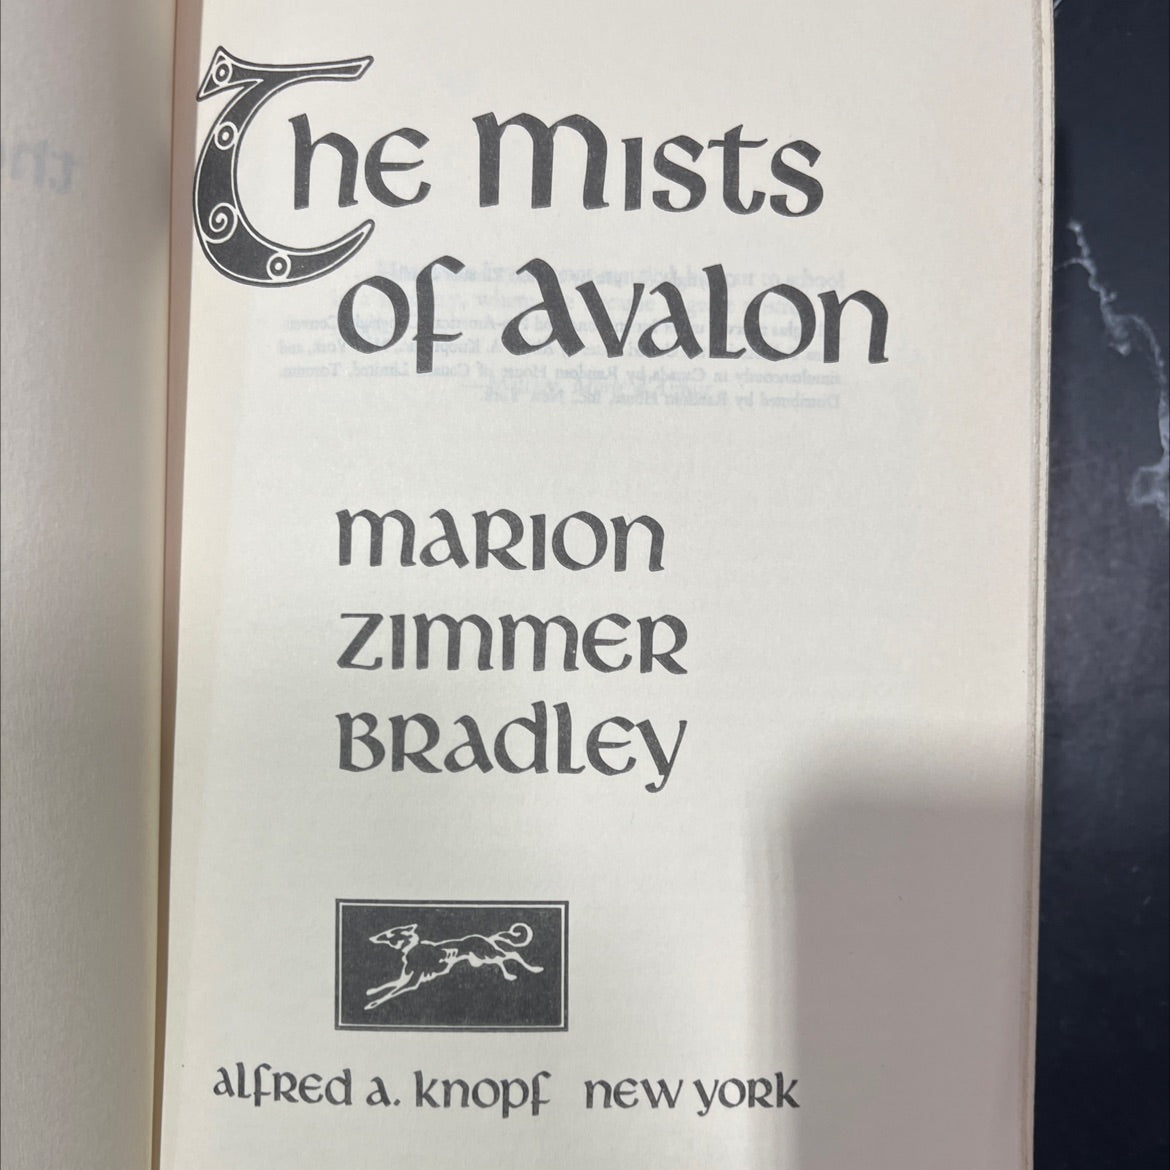 The Mists
of Avalon
Marion
Zimmer
Bradley
Alfred A. Knopf New York